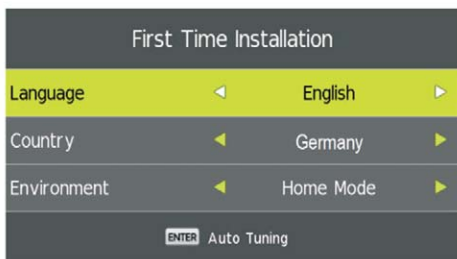 First Time Installation
Language English
Country Germany
Environment Home Mode
ENTER Auto Tuning